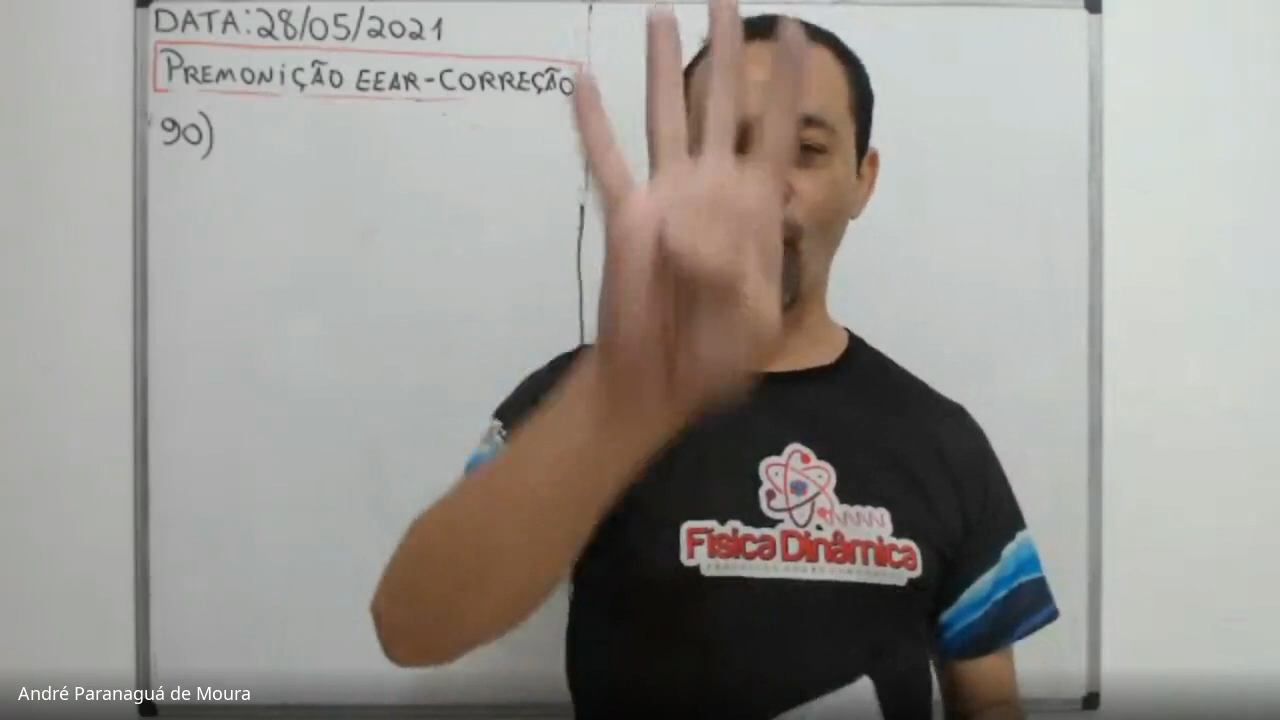 DATA: 28/05/2021
PREMONIÇÃO EEAR-CORREÇÃO
90)
Física Dinâmica
André Paranaguá de Moura